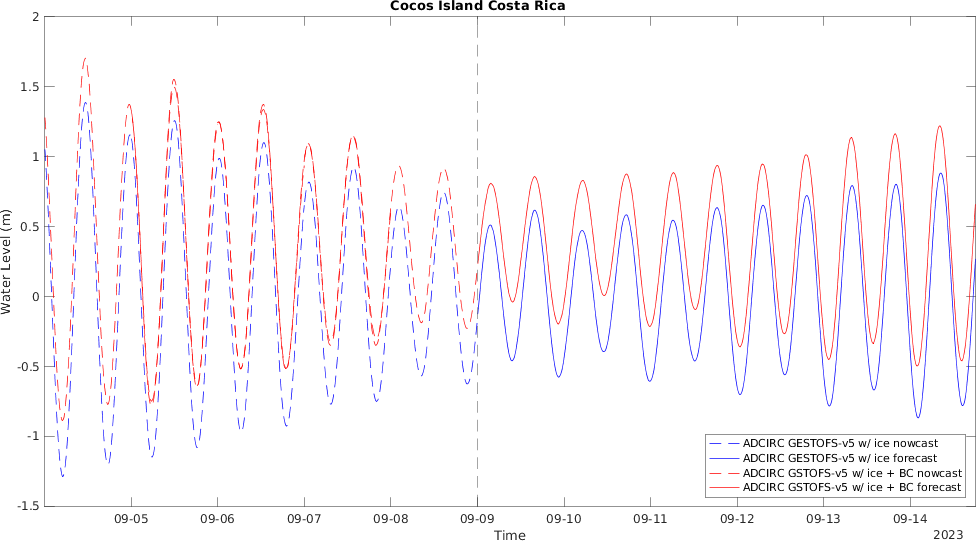 Cocos Island Costa Rica
2
1.5
1
0.5
0
-0.5
-1
-1.5
Water Level (m)
09-05 09-06 09-07 09-08 09-09 09-10 09-11 09-12 09-13 09-14
Time
2023
ADCIRC GESTOFS-v5 w/ ice nowcast
ADCIRC GESTOFS-v5 w/ ice forecast
ADCIRC GSTOFS-v5 w/ ice + BC nowcast
ADCIRC GSTOFS-v5 w/ ice + BC forecast